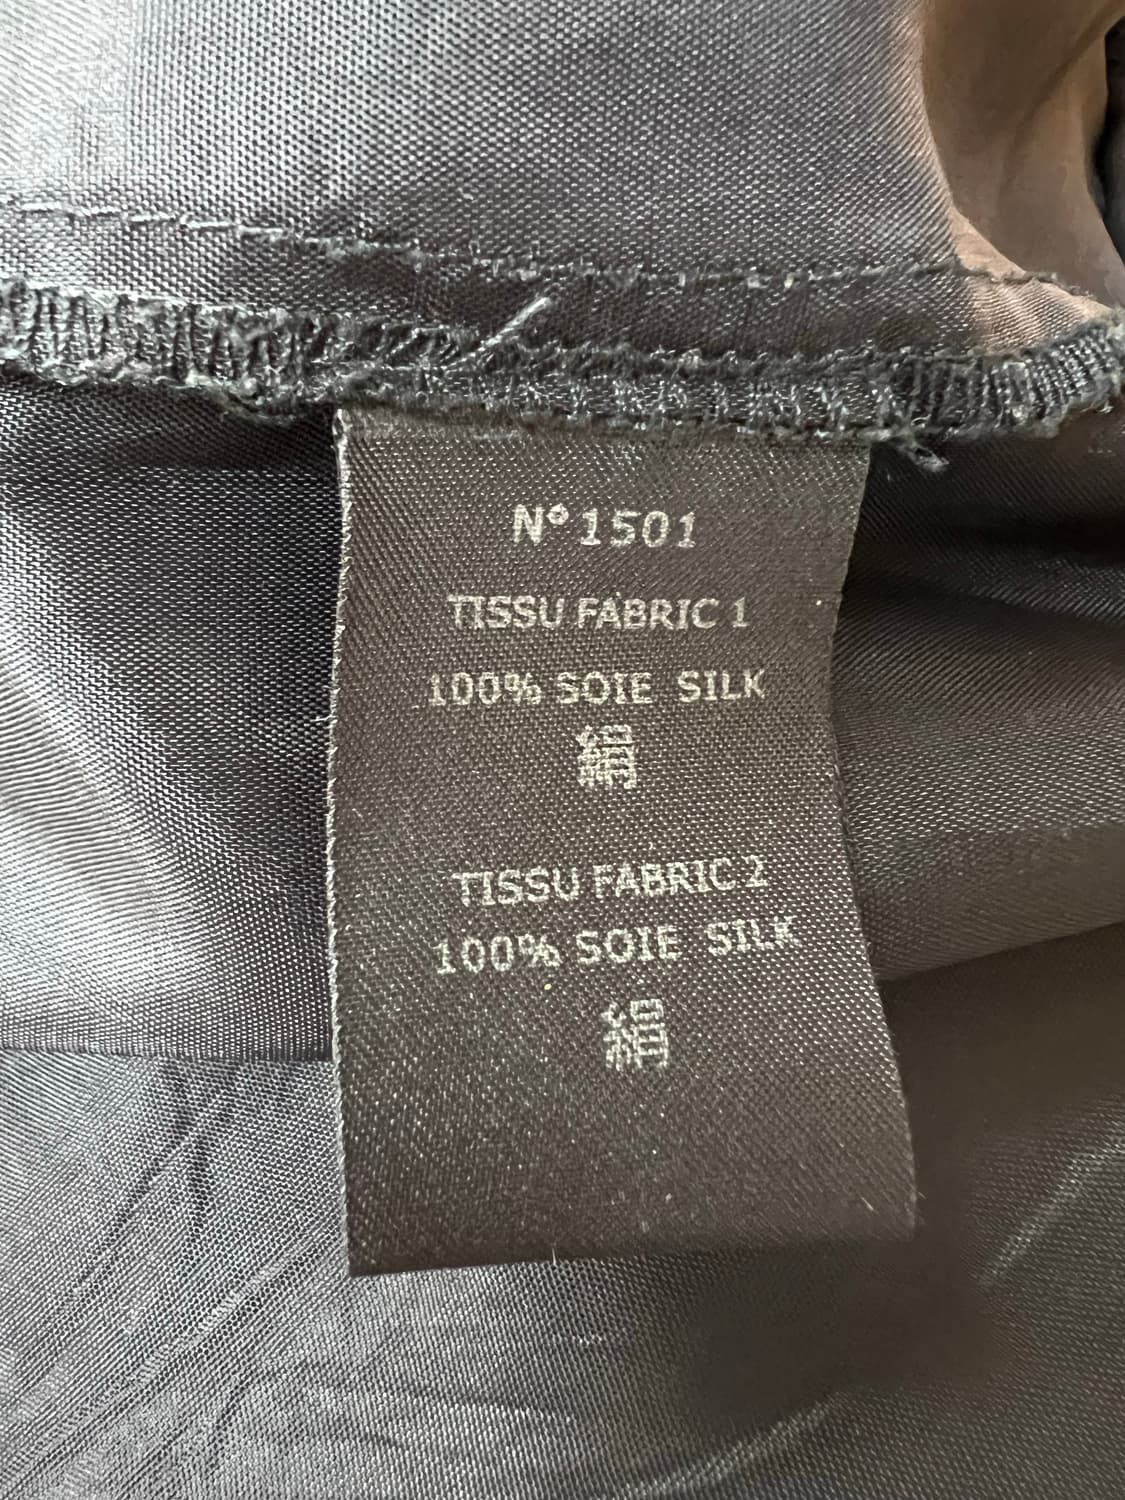 N° 1501
TISSU FABRIC 1
100% SOIE SILK
絹
TISSU FABRIC 2
100% SOIE SILK
絹